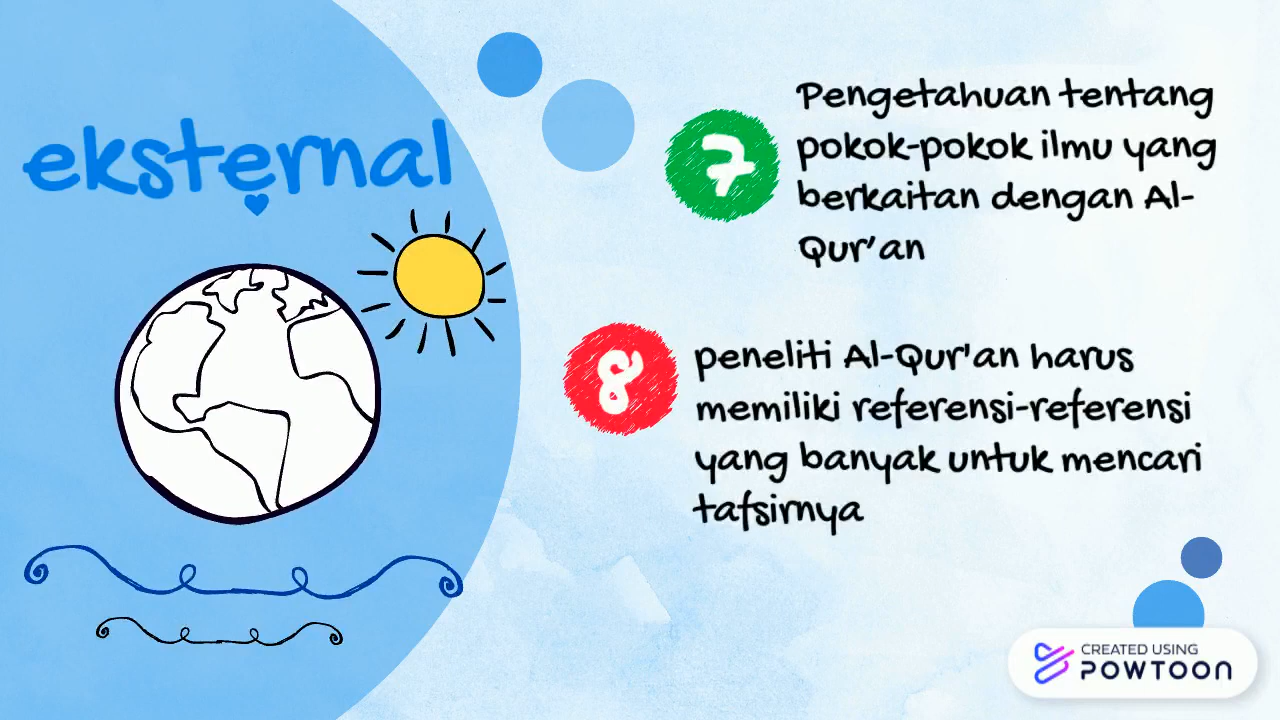 eksternal
7
Pengetahuan tentang
pokok-pokok ilmu yang
berkaitan dengan Al-
Qur'an
8
peneliti Al-Qur'an harus
memiliki referensi-referensi
yang banyak untuk mencari
tafsirnya
CREATED USING
POWTOON